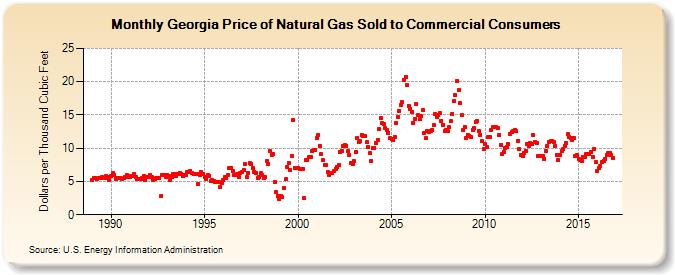 Monthly Georgia Price of Natural Gas Sold to Commercial Consumers
Dollars per Thousand Cubic Feet
25
20
15
10
5
0
1990 1995 2000 2005 2010 2015
Source: U.S. Energy Information Administration